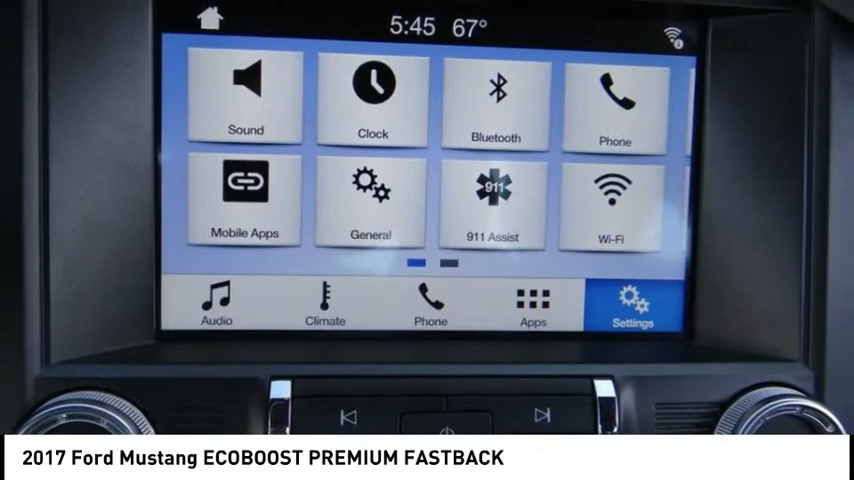 5:45 67°
Sound Clock Bluetooth Phone
911
Mobile Apps General 911 Assist Wi-Fi
Audio Climate Phone Apps Settings
2017 Ford Mustang ECOBOOST PREMIUM FASTBACK